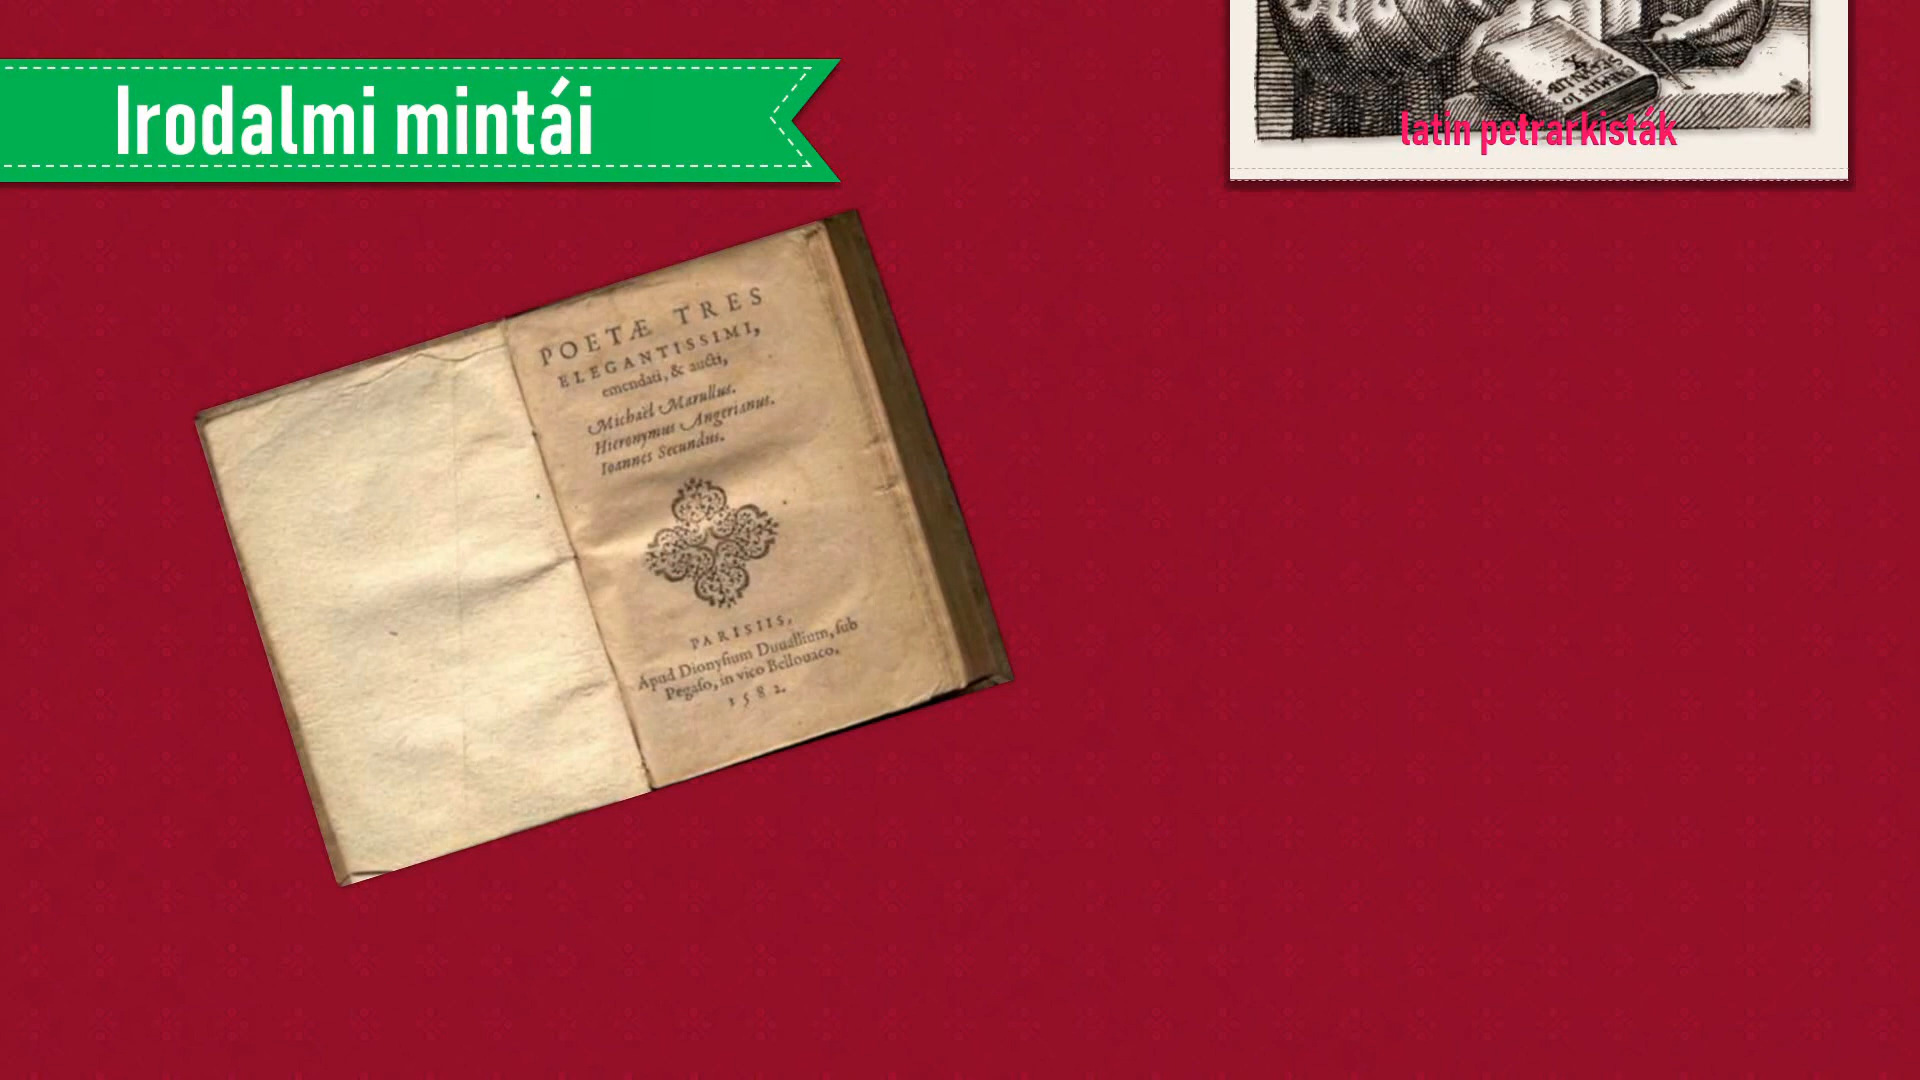 Irodalmi mintái
latin petrarkisták
POETÆ TRES
ELEGANTISSIMI,
emendati, & aucti,
Michaël Marullus.
Hieronymus Angerianus.
Ioannes Secundus.
PARISIIS,
Apud Dionysium Duuallium, sub
Pegaso, in vico Bellouaco.
1582.